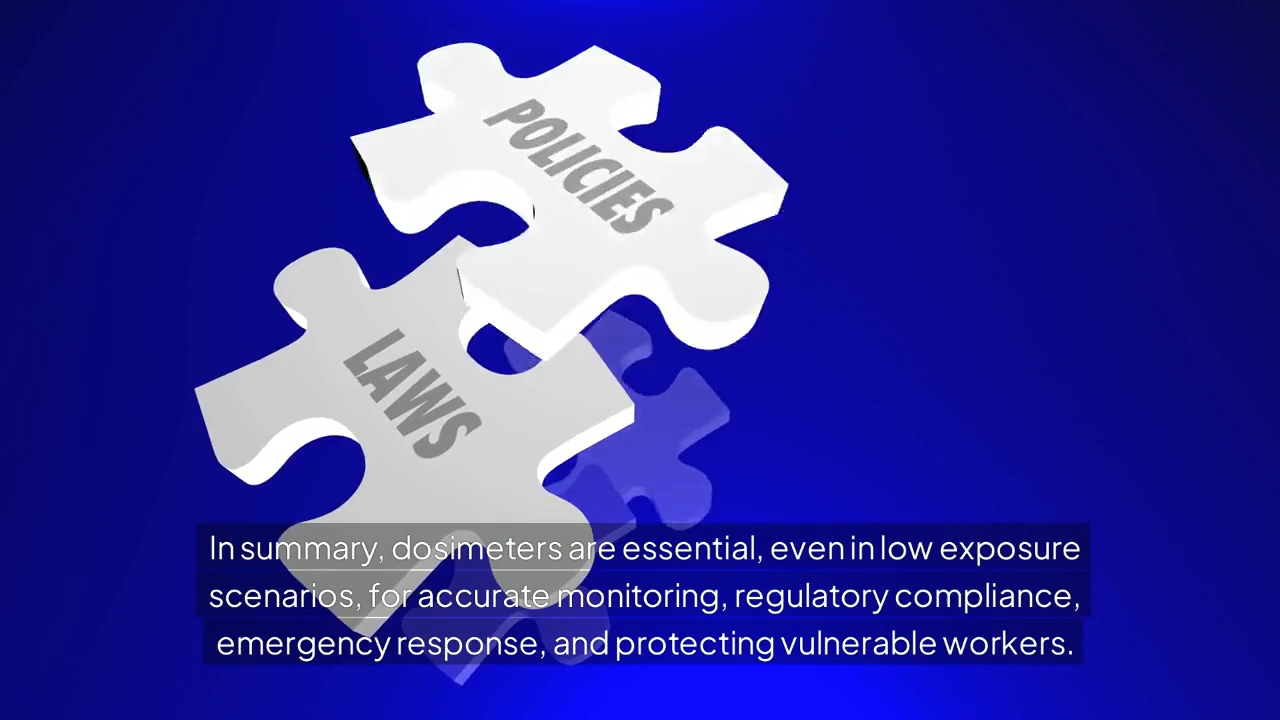 POLICIES
LAWS
In summary, dosimeters are essential, even in low exposure
scenarios, for accurate monitoring, regulatory compliance,
emergency response, and protecting vulnerable workers.